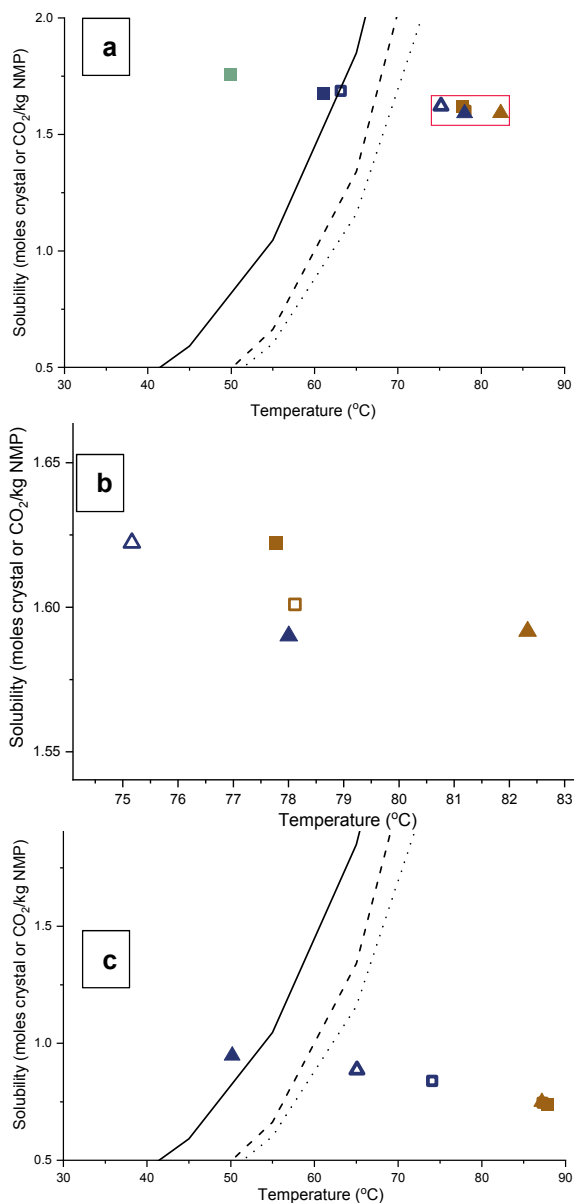 a
Solubility (moles crystal or CO₂/kg NMP)
2.0
1.5
1.0
0.5
30 40 50 60 70 80 90
Temperature (°C)
b
Solubility (moles crystal or CO₂/kg NMP)
1.65
1.60
1.55
75 76 77 78 79 80 81 82 83
Temperature (°C)
c
Solubility (moles crystal or CO₂/kg NMP)
1.5
1.0
0.5
30 40 50 60 70 80 90
Temperature (°C)